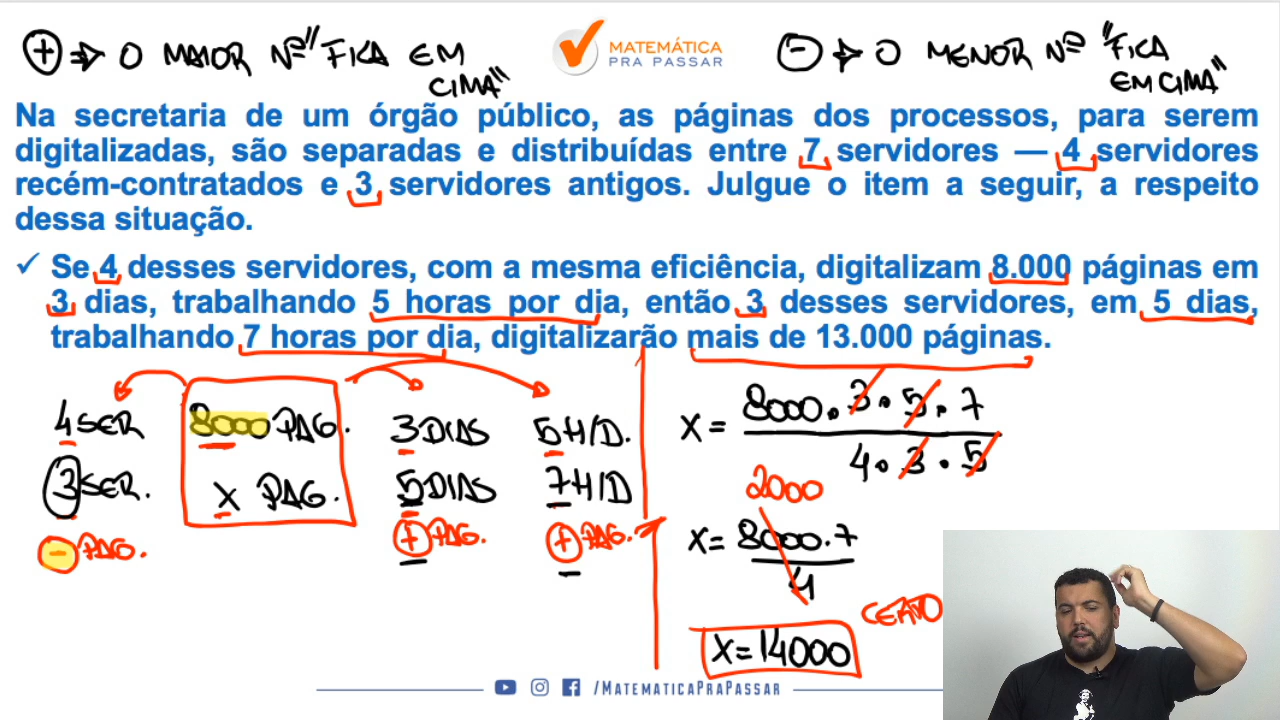 (+) ⇒ O MAIOR Nº "FICA EM CIMA"
MATEMÁTICA
PRA PASSAR
(-) → O MENOR Nº "FICA EM CIMA"
Na secretaria de um órgão público, as páginas dos processos, para serem
digitalizadas, são separadas e distribuídas entre 7 servidores — 4 servidores
recém-contratados e 3 servidores antigos. Julgue o item a seguir, a respeito
dessa situação.
✓ Se 4 desses servidores, com a mesma eficiência, digitalizam 8.000 páginas em
3 dias, trabalhando 5 horas por dia, então 3 desses servidores, em 5 dias,
trabalhando 7 horas por dia, digitalizarão mais de 13.000 páginas.
4 SER 8000 PAG. 3 DIAS 5 H/D.
3 SER. X PAG. 5 DIAS 7 H/D
- PAG. + PAG. + PAG.
X = 8000 . 3 . 5 . 7
4 . 3 . 5
2000
X = 8000 . 7
4
CERTO
X = 14000
/MATEMATICAPRAPASSAR